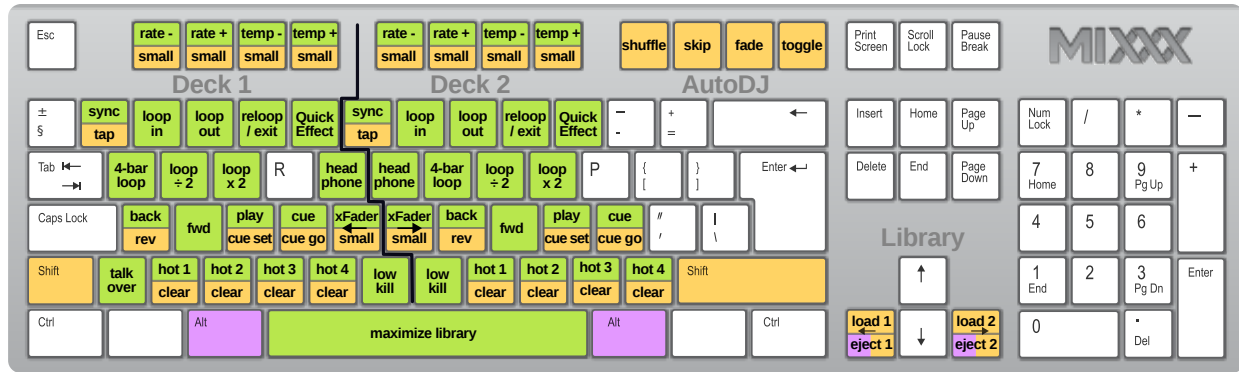 Esc
rate -
small
rate +
small
temp -
small
temp +
small
rate -
small
rate +
small
temp -
small
temp +
small
shuffle
skip
fade
toggle
Print
Screen
Scroll
Lock
Pause
Break
MIXXX
Deck 1
Deck 2
AutoDJ
±
§
sync
tap
loop
in
loop
out
reloop
/ exit
Quick
Effect
sync
tap
loop
in
loop
out
reloop
/ exit
Quick
Effect
–
-
+
=
←
Insert
Home
Page
Up
Num
Lock
/
*
—
Tab
4-bar
loop
loop
÷ 2
loop
x 2
R
head
phone
head
phone
4-bar
loop
loop
÷ 2
loop
x 2
P
{
[
}
]
Enter ↵
Delete
End
Page
Down
7
Home
8
9
Pg Up
+
Caps Lock
back
rev
fwd
play
cue set
cue
cue go
xFader
←
small
xFader
→
small
back
rev
fwd
play
cue set
cue
cue go
"
'
|
\
Library
4
5
6
Shift
talk
over
hot 1
clear
hot 2
clear
hot 3
clear
hot 4
clear
low
kill
low
kill
hot 1
clear
hot 2
clear
hot 3
clear
hot 4
clear
Shift
↑
1
End
2
3
Pg Dn
Enter
Ctrl
Alt
maximize library
Alt
Ctrl
load 1
←
eject 1
↓
load 2
→
eject 2
0
.
Del